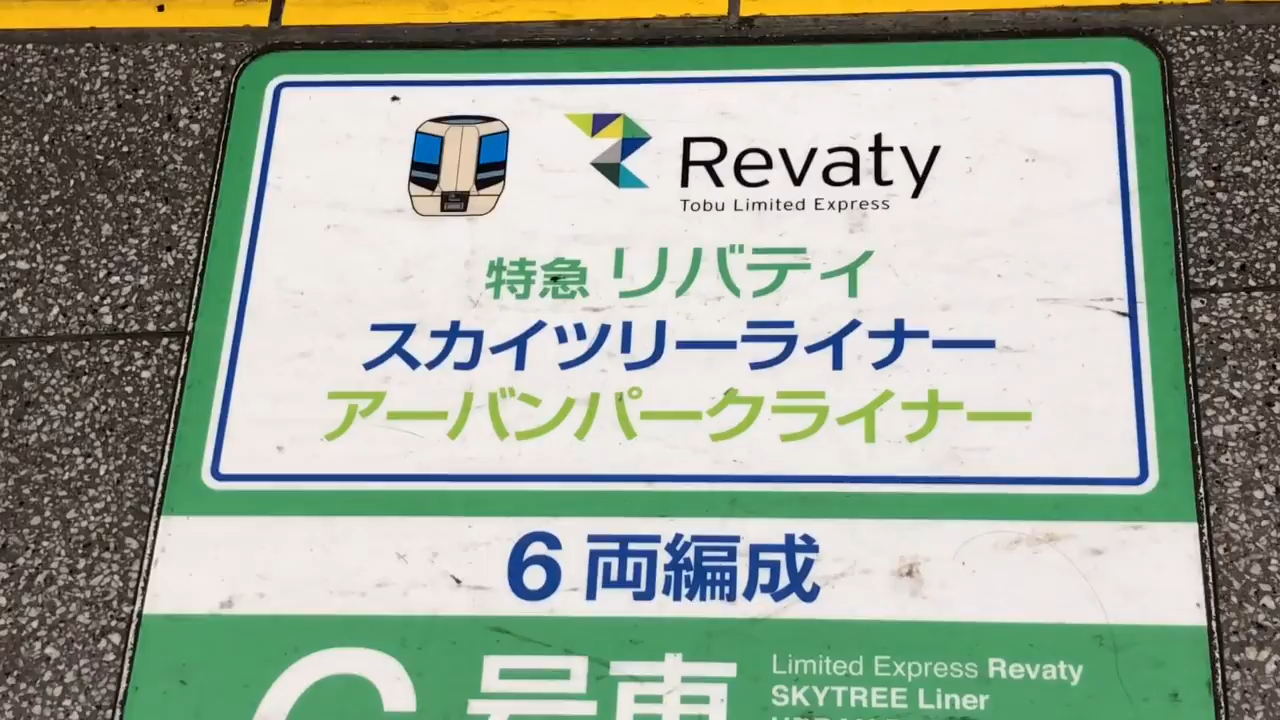 Revaty
Tobu Limited Express
特急 リバティ
スカイツリーライナー
アーバンパークライナー
6両編成
号車
Limited Express Revaty
SKYTREE Liner